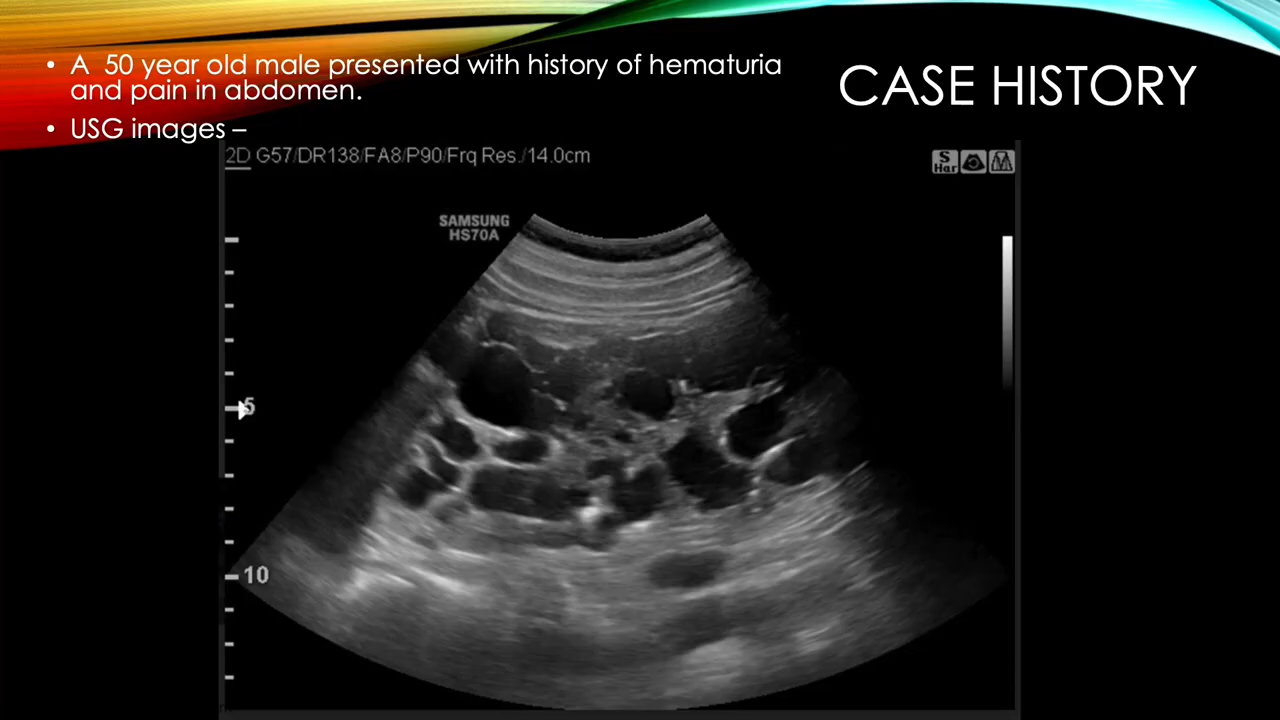 • A  50 year old male presented with history of hematuria
and pain in abdomen.
• USG images –
CASE HISTORY
2D G57/DR138/FA8/P90/Frq Res./14.0cm
S
Har
M
SAMSUNG
HS70A
5
10